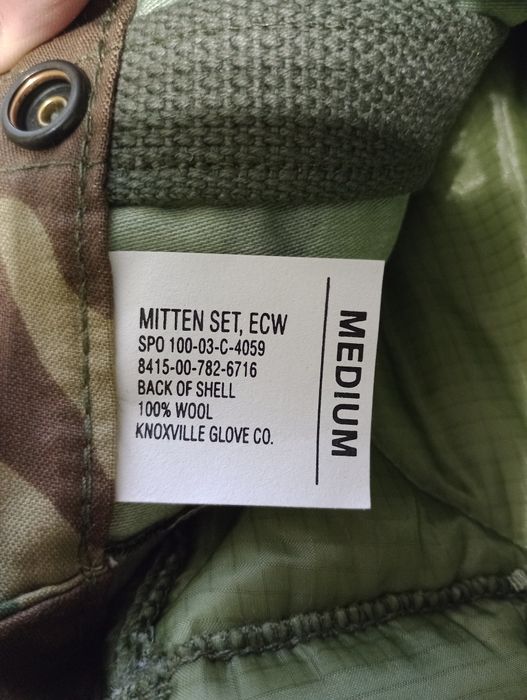 MITTEN SET, ECW
SPO 100-03-C-4059
8415-00-782-6716
BACK OF SHELL
100% WOOL
KNOXVILLE GLOVE CO.
MEDIUM